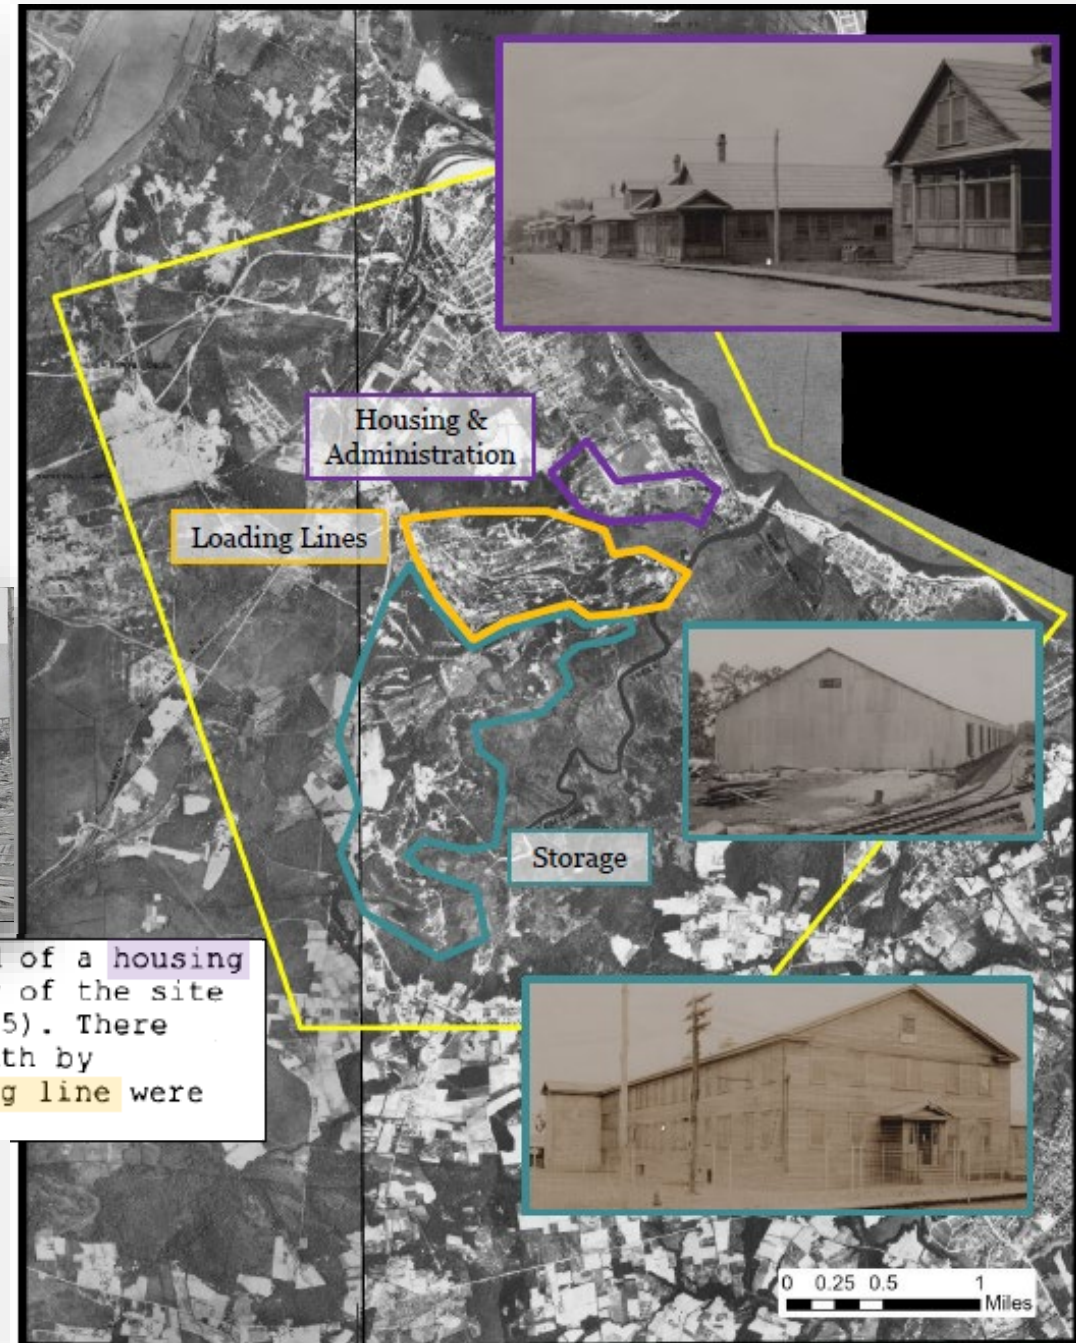 Housing &
Administration
Loading Lines
Storage
of a housing
of the site
5). There
th by
g line were
0 0.25 0.5 1
Miles